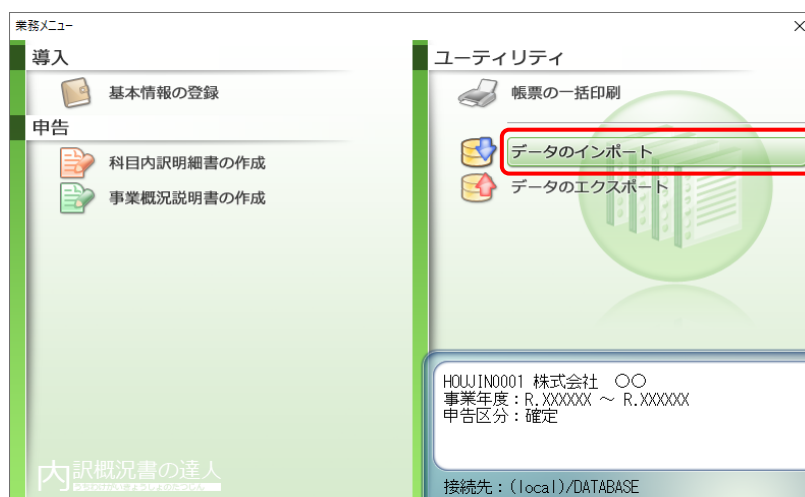 業務メニュー
導入
基本情報の登録
申告
科目内訳明細書の作成
事業概況説明書の作成
ユーティリティ
帳票の一括印刷
データのインポート
データのエクスポート
HOUJIN0001 株式会社 〇〇
事業年度：R.XXXXXX ～ R.XXXXXX
申告区分：確定
内訳概況書の達人
接続先：(local)/DATABASE